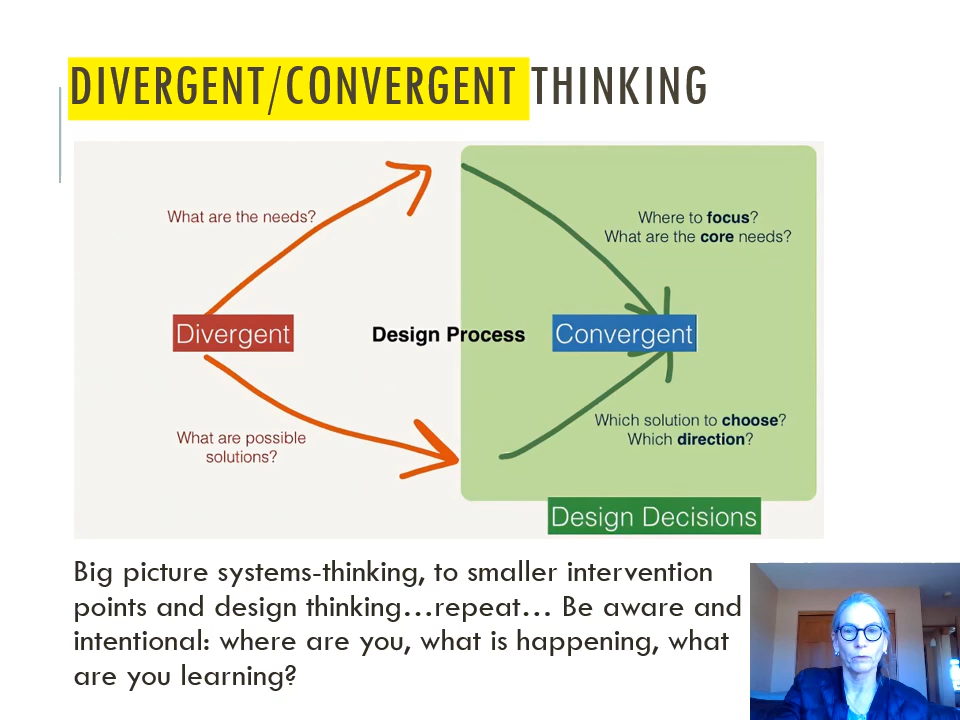 DIVERGENT/CONVERGENT THINKING
What are the needs?
Where to focus?
What are the core needs?
Divergent
Design Process
Convergent
What are possible
solutions?
Which solution to choose?
Which direction?
Design Decisions
Big picture systems-thinking, to smaller intervention
points and design thinking…repeat… Be aware and
intentional: where are you, what is happening, what
are you learning?